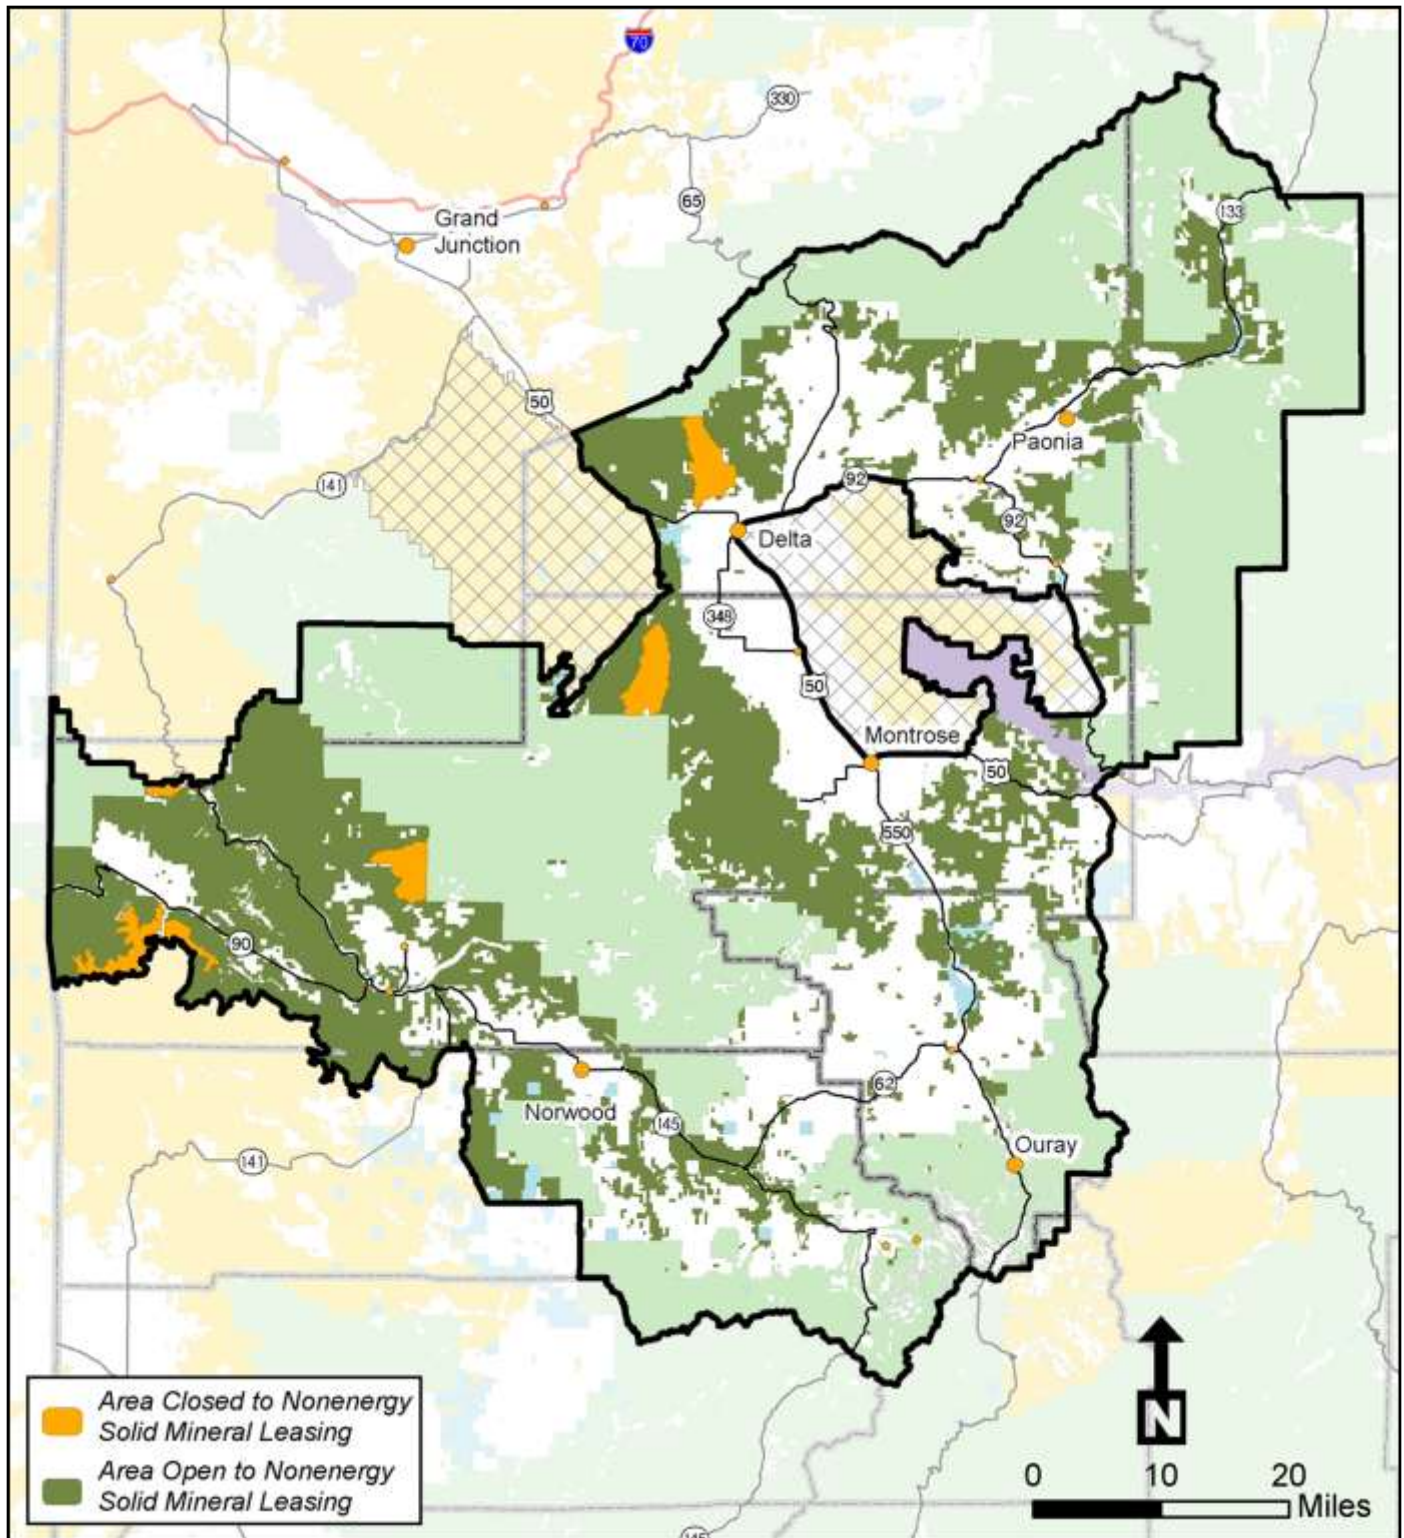 70
330
65
133
Grand
Junction
50
141
Paonia
92
92
Delta
348
50
Montrose
50
550
90
62
Norwood
145
Ouray
141
Area Closed to Nonenergy
Solid Mineral Leasing
Area Open to Nonenergy
Solid Mineral Leasing
N
0 10 20
Miles
145